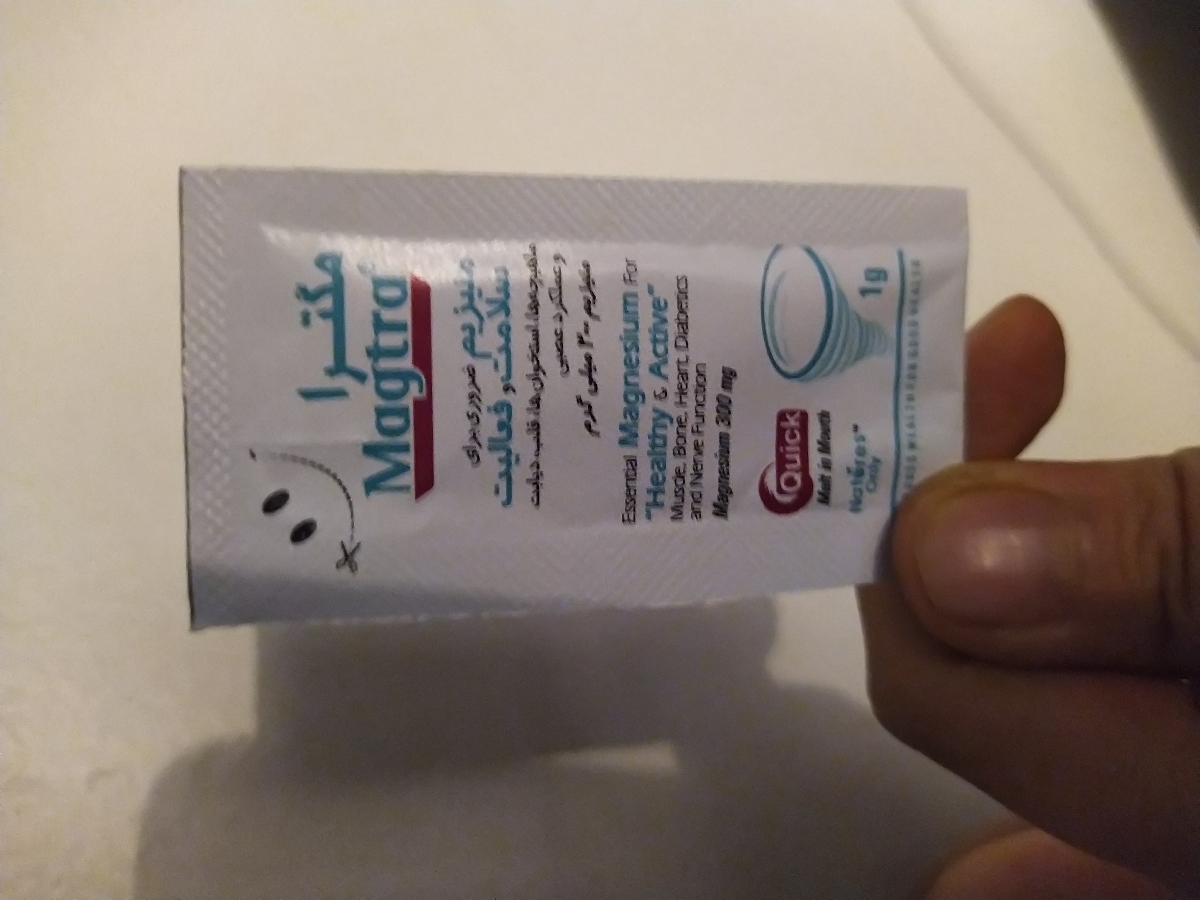 مگترا
Magtra
منیزیم ضروری برای
سلامت و فعالیت
ماهیچه‌ها، استخوان‌ها، قلب، دیابت
و عملکرد عصبی
منیزیم ۳۰۰ میلی گرم
Essential Magnesium For
"Healthy & Active"
Muscle, Bone, Heart, Diabetics
and Nerve Function
Magnesium 300 mg
Quick
Melt in Mouth
Natures
Only
1g